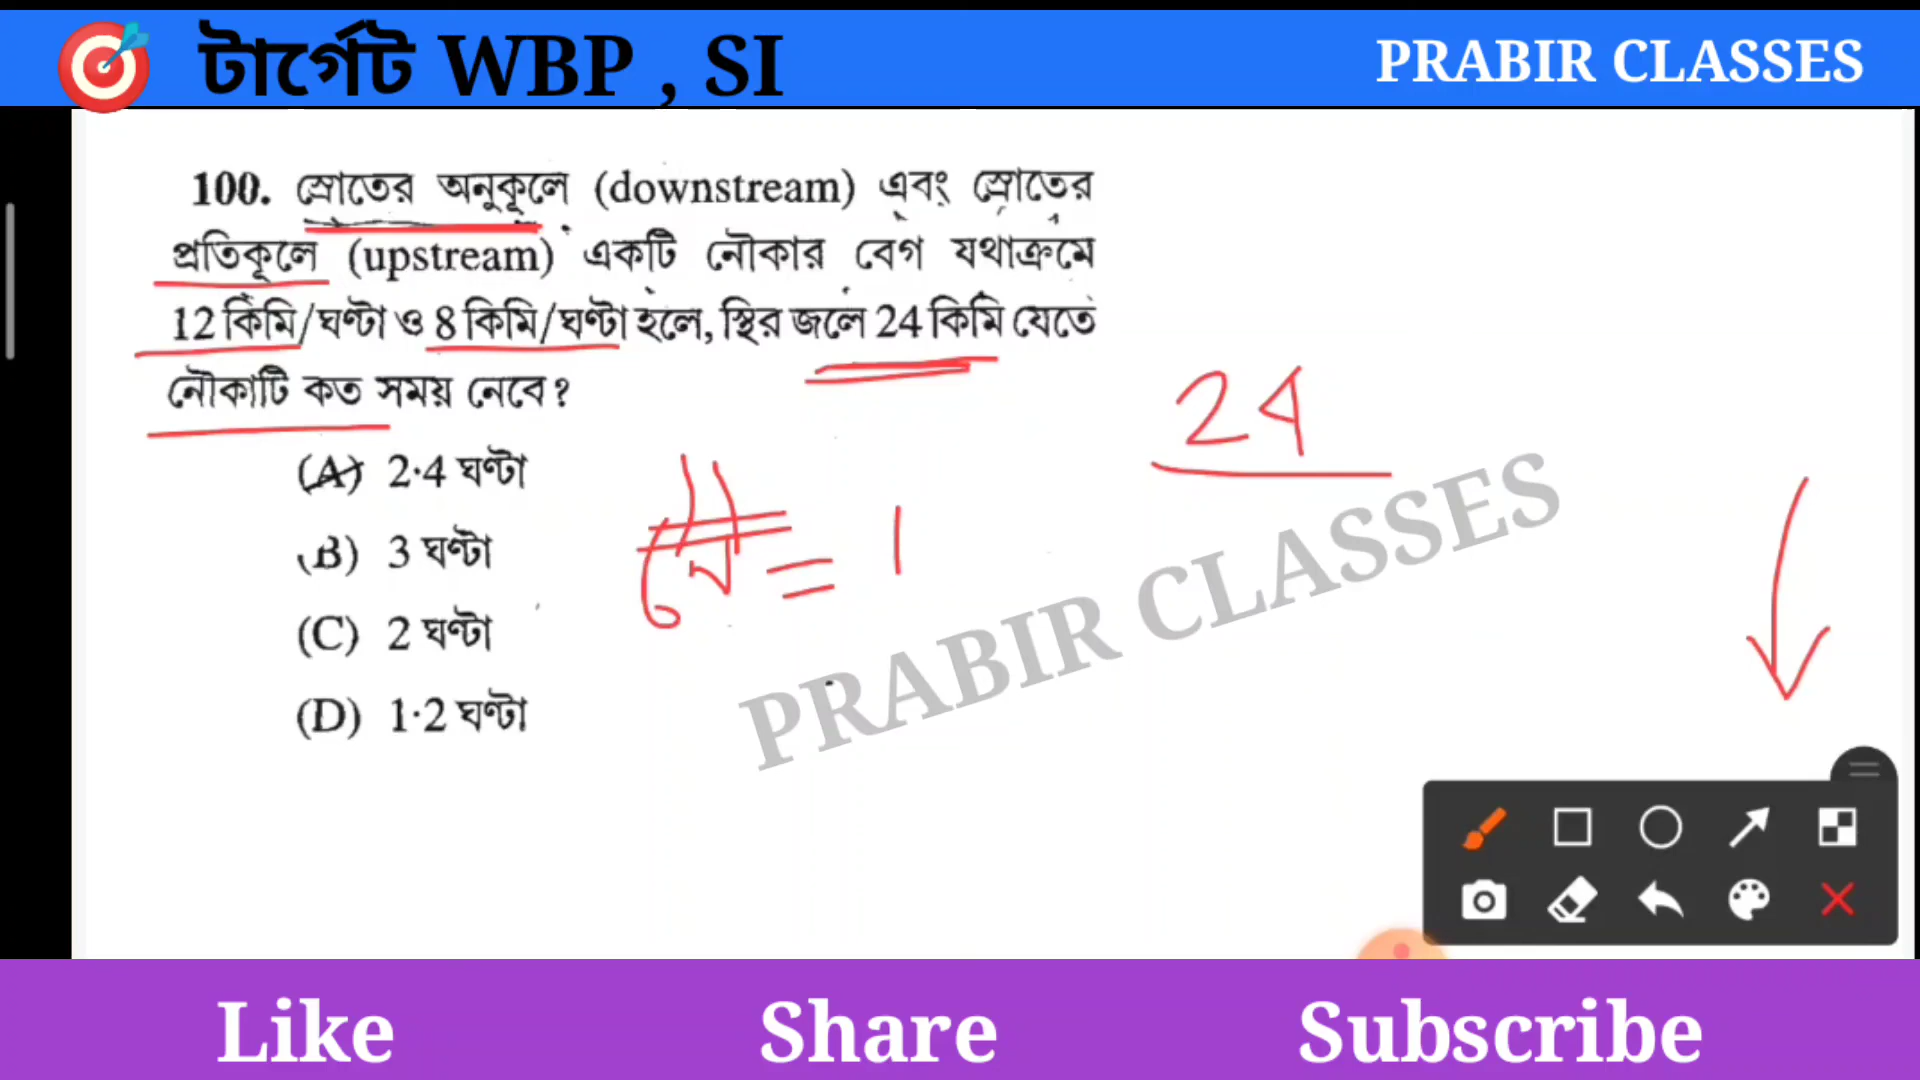 টার্গেট WBP , SI
PRABIR CLASSES
100. স্রোতের অনুকূলে (downstream) এবং স্রোতের
প্রতিকূলে (upstream) একটি নৌকার বেগ যথাক্রমে
12 কিমি/ঘণ্টা ও 8 কিমি/ঘণ্টা হলে, স্থির জলে 24 কিমি যেতে
নৌকাটি কত সময় নেবে?
(A) 2·4 ঘণ্টা
(B) 3 ঘণ্টা
(C) 2 ঘণ্টা
(D) 1·2 ঘণ্টা
24
= 1
PRABIR CLASSES
Like
Share
Subscribe